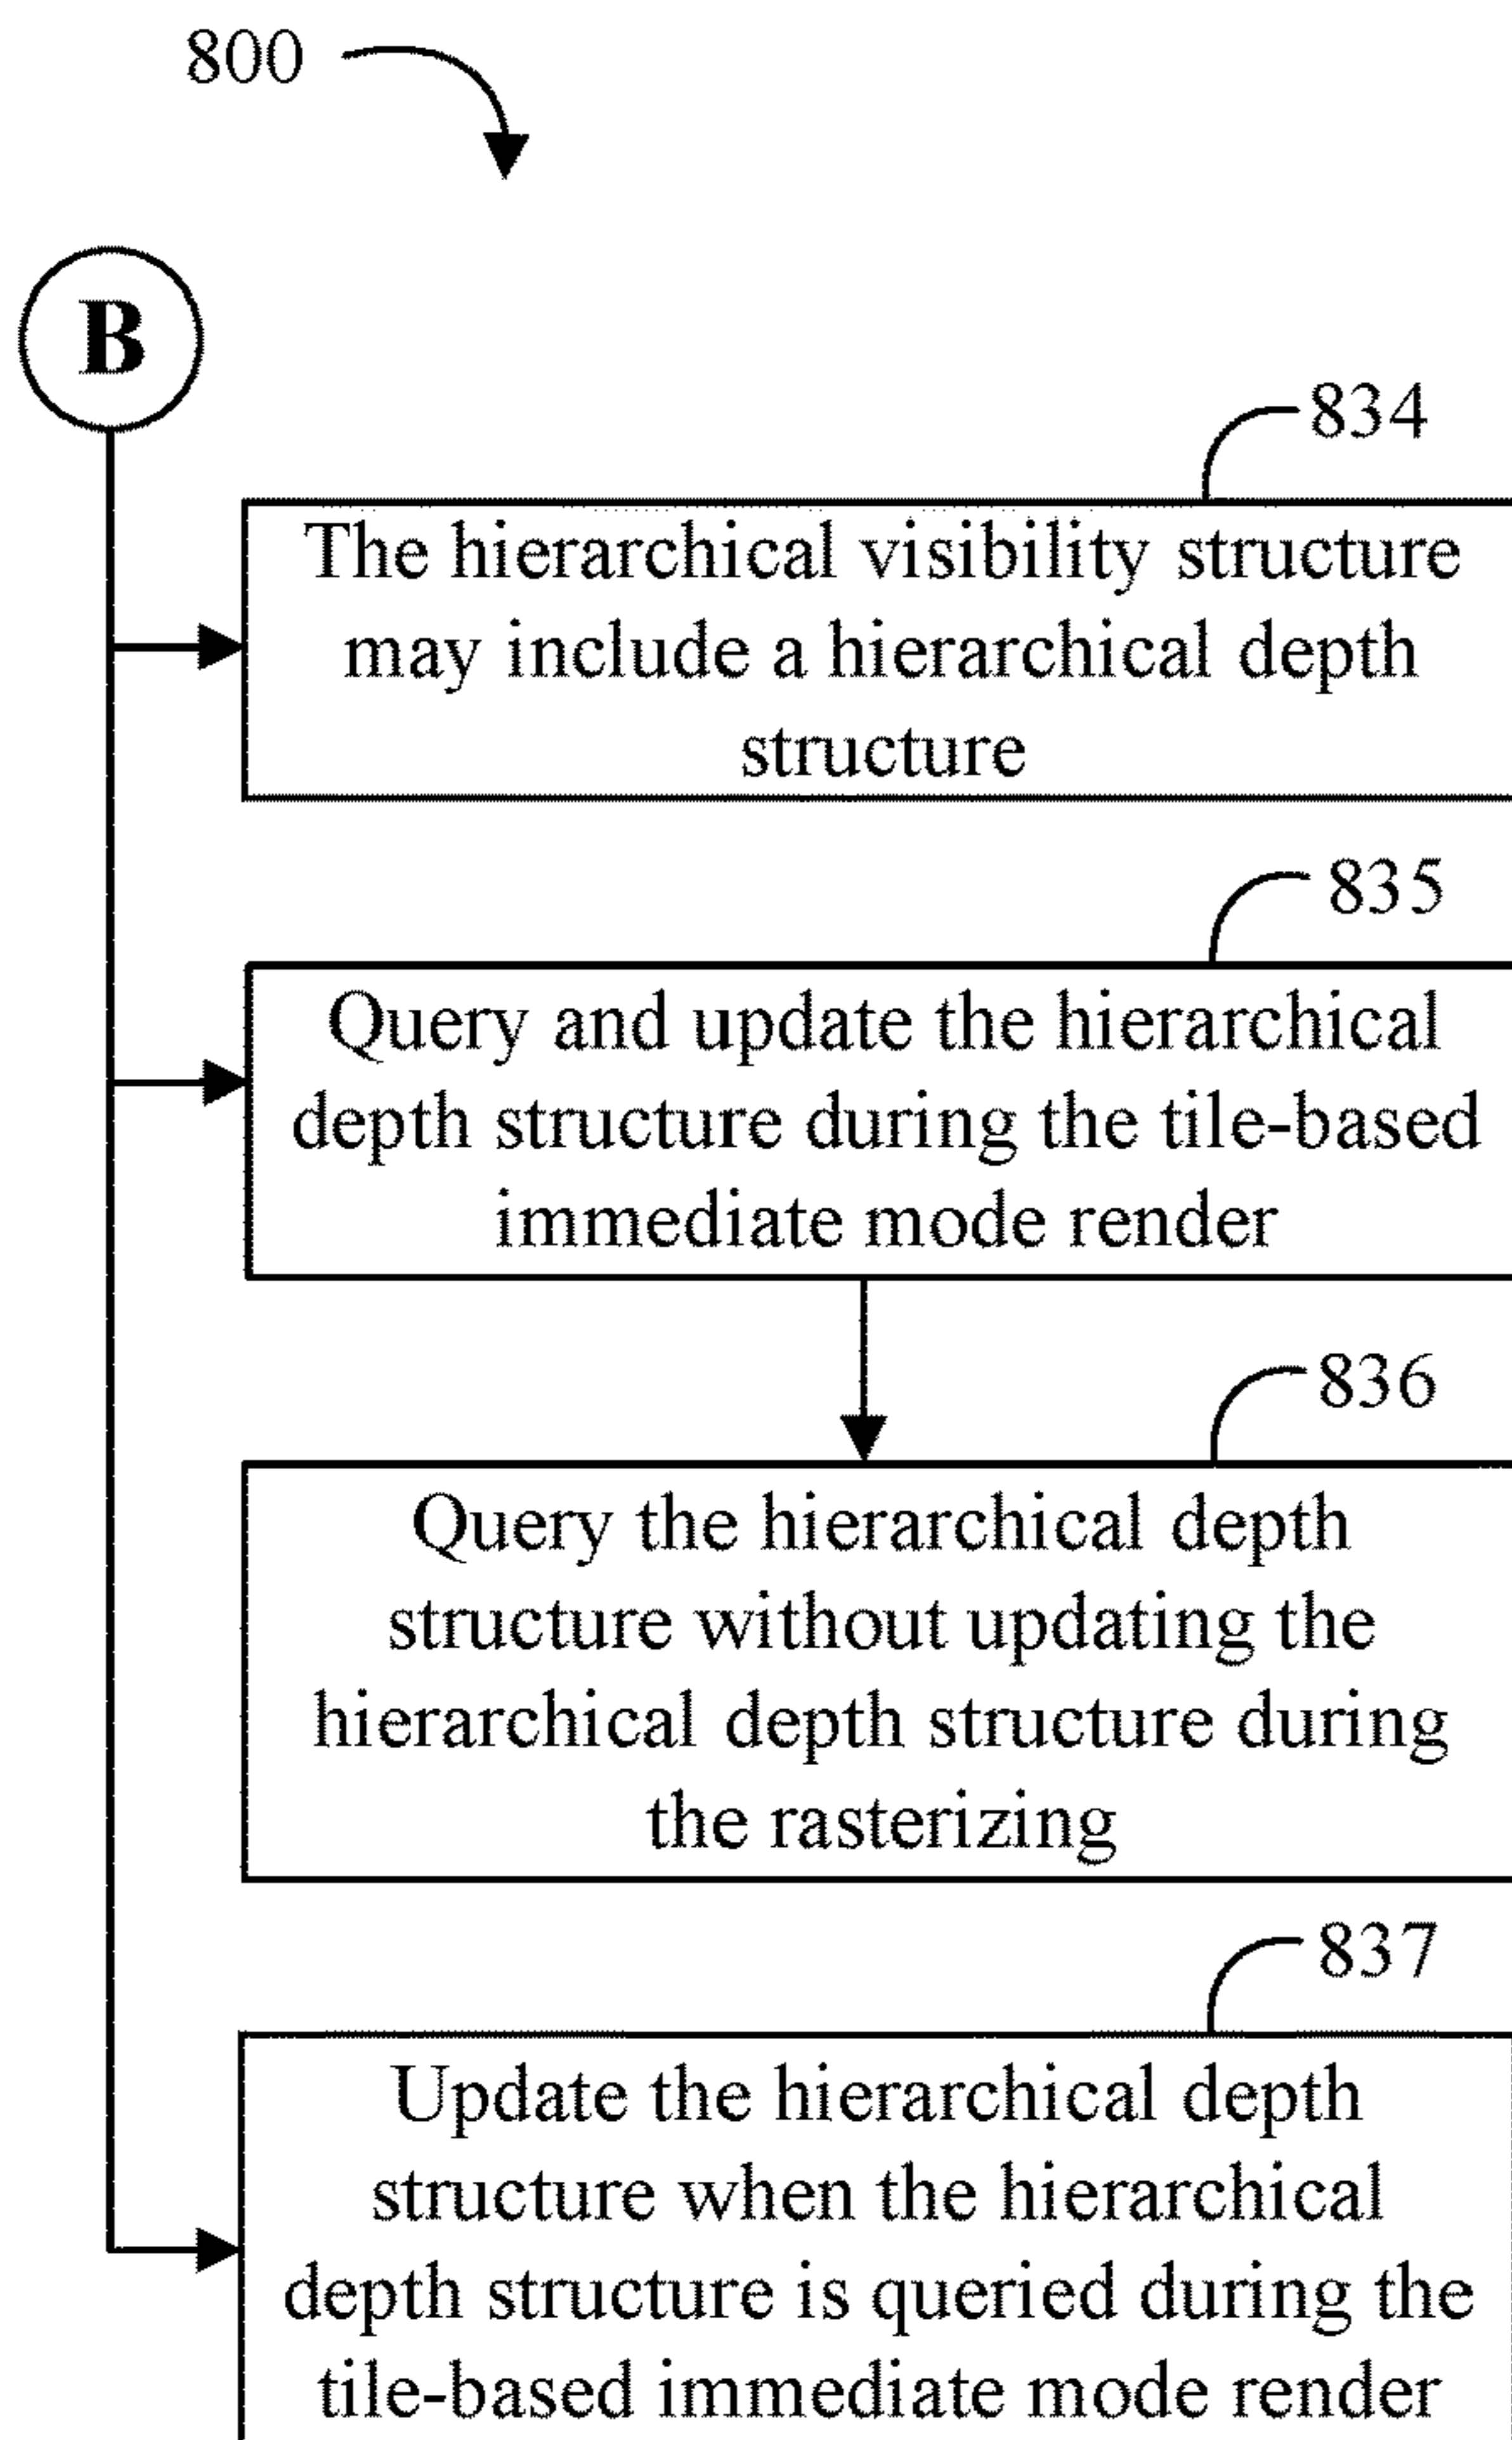 800
B
834
The hierarchical visibility structure
may include a hierarchical depth
structure
835
Query and update the hierarchical
depth structure during the tile-based
immediate mode render
836
Query the hierarchical depth
structure without updating the
hierarchical depth structure during
the rasterizing
837
Update the hierarchical depth
structure when the hierarchical
depth structure is queried during the
tile-based immediate mode render